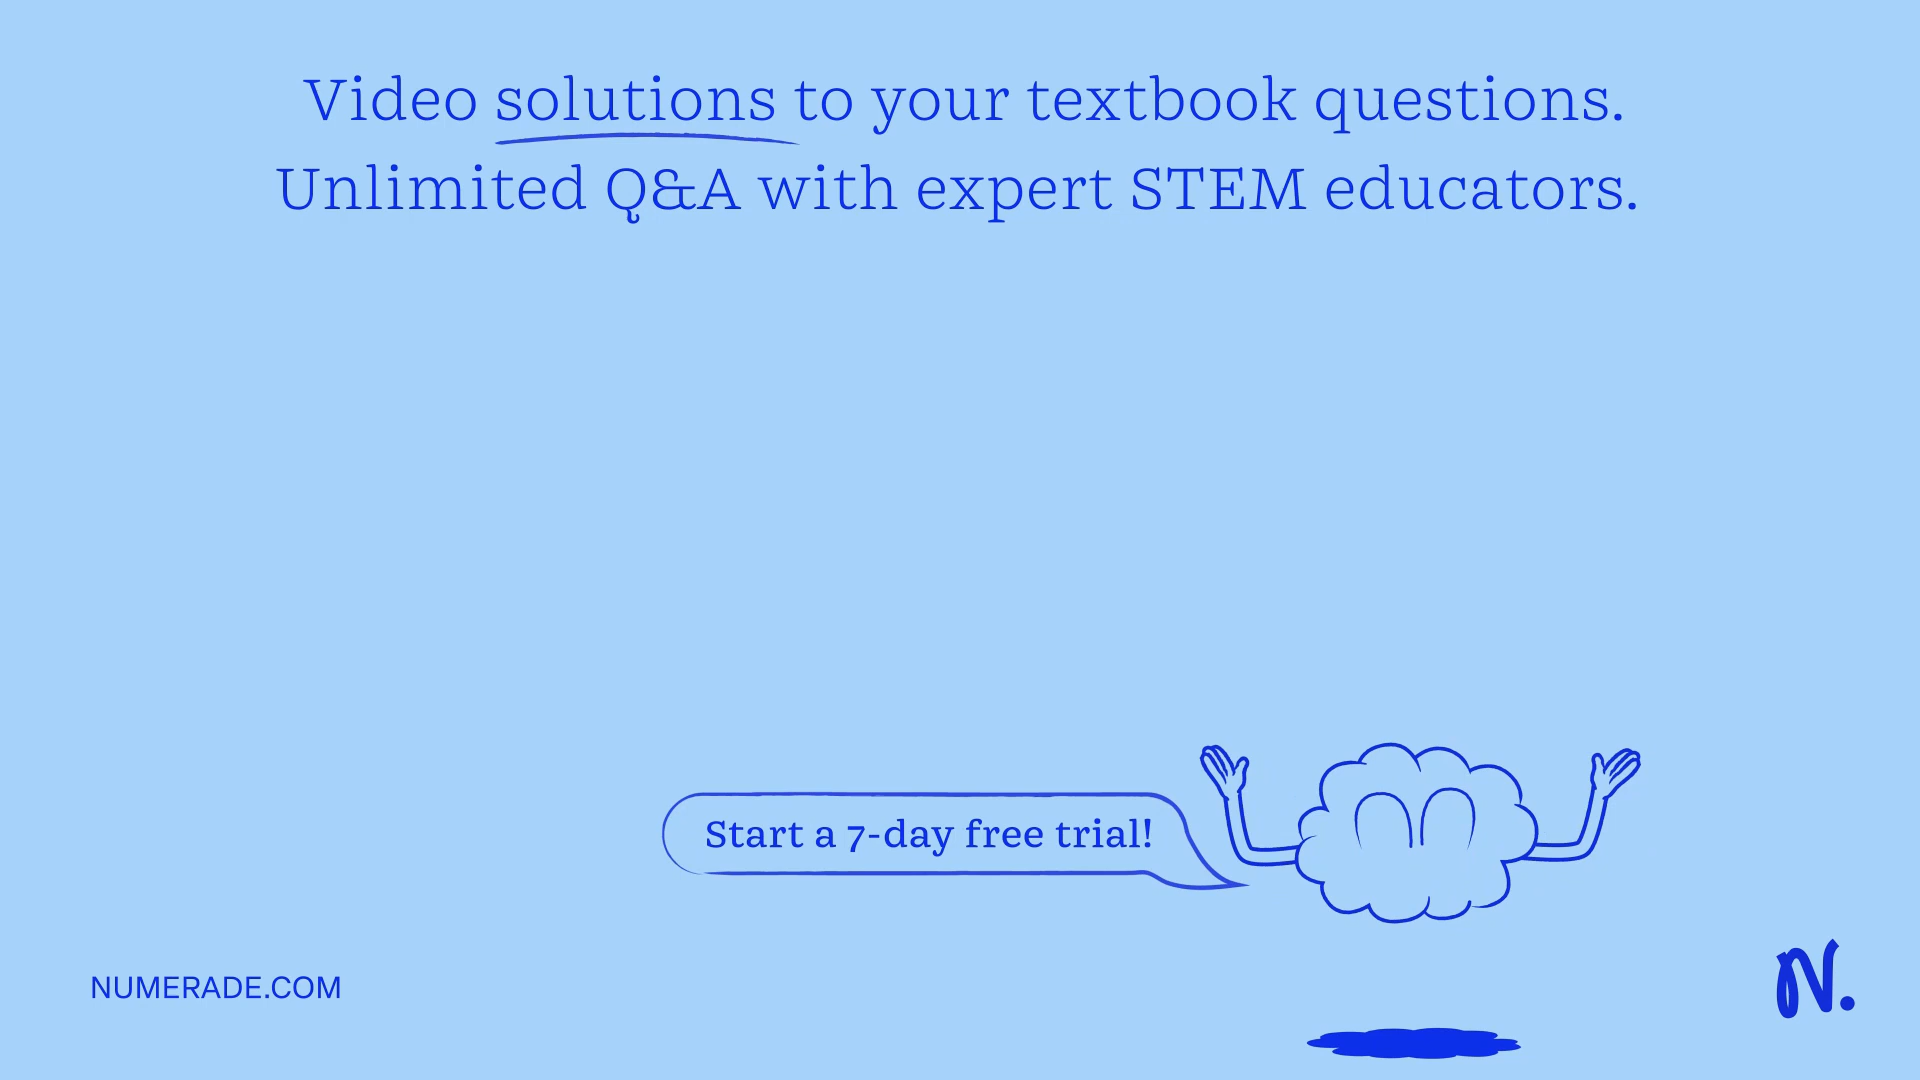 Video solutions to your textbook questions.
Unlimited Q&A with expert STEM educators.
Start a 7-day free trial!
NUMERADE.COM
N.